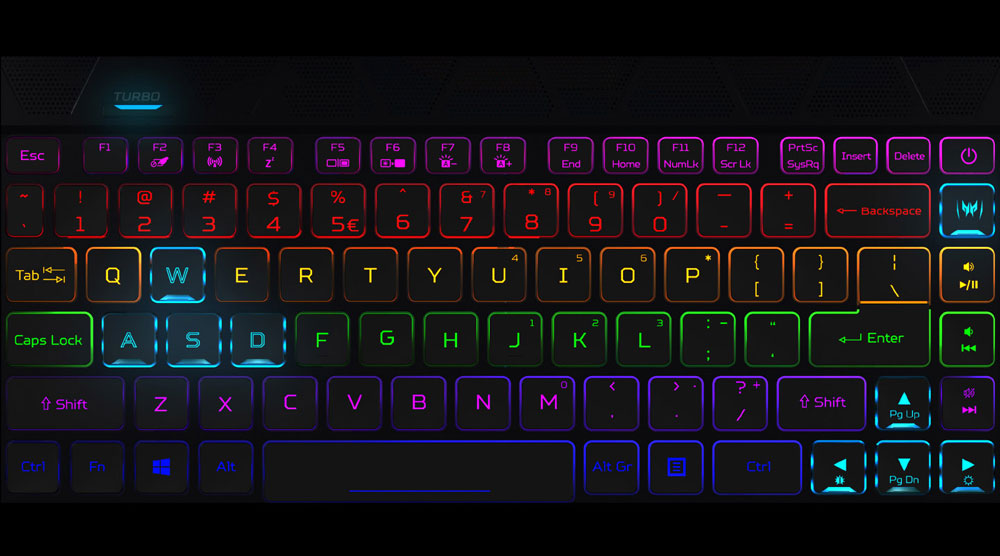 TURBO
Esc F1 F2 F3 F4 F5 F6 F7 F8 F9 F10 F11 F12 PrtSc Insert Delete
zᶻ A - A + End Home NumLk Scr Lk SysRq
~ ! @ # $ % ^ & 7 * 8 ( 9 ) / — + ← Backspace
` 1 2 3 4 5€ 6 7 8 9 0 - =
Tab Q W E R T Y U 4 I 5 O 6 P * { [ } ] ¦ \
Caps Lock A S D F G H J 1 K 2 L 3 : - ; “ ‘ Enter
⇧ Shift Z X C V B N M 0 < . > . ? + / ⇧ Shift ▲ Pg Up
Ctrl Fn Alt Alt Gr Ctrl ◀ ▼ Pg Dn ▶